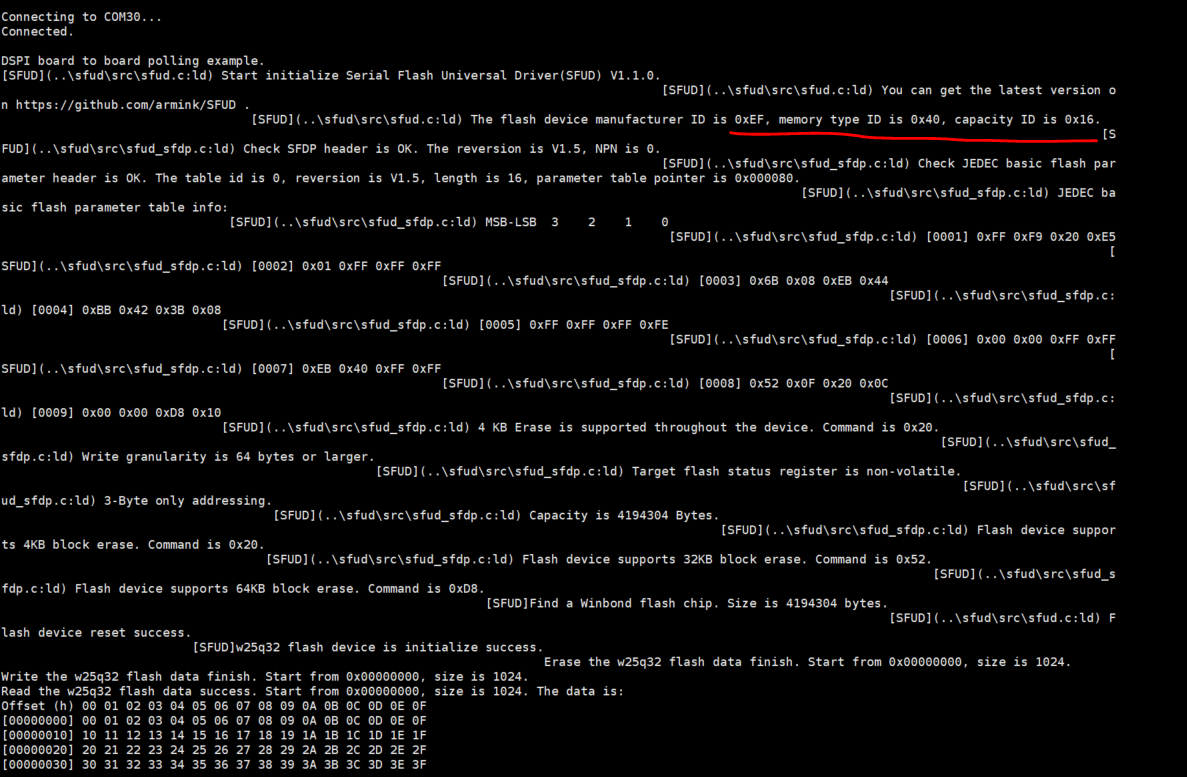 Connecting to COM30...
Connected.
DSPI board to board polling example.
[SFUD](..\sfud\src\sfud.c:ld) Start initialize Serial Flash Universal Driver(SFUD) V1.1.0.
[SFUD](..\sfud\src\sfud.c:ld) You can get the latest version o
n https://github.com/armink/SFUD .
[SFUD](..\sfud\src\sfud.c:ld) The flash device manufacturer ID is 0xEF, memory type ID is 0x40, capacity ID is 0x16.
[S
FUD](..\sfud\src\sfud_sfdp.c:ld) Check SFDP header is OK. The reversion is V1.5, NPN is 0.
[SFUD](..\sfud\src\sfud_sfdp.c:ld) Check JEDEC basic flash par
ameter header is OK. The table id is 0, reversion is V1.5, length is 16, parameter table pointer is 0x000080.
[SFUD](..\sfud\src\sfud_sfdp.c:ld) JEDEC ba
sic flash parameter table info:
[SFUD](..\sfud\src\sfud_sfdp.c:ld) MSB-LSB  3    2    1    0
[SFUD](..\sfud\src\sfud_sfdp.c:ld) [0001] 0xFF 0xF9 0x20 0xE5
[
SFUD](..\sfud\src\sfud_sfdp.c:ld) [0002] 0x01 0xFF 0xFF 0xFF
[SFUD](..\sfud\src\sfud_sfdp.c:ld) [0003] 0x6B 0x08 0xEB 0x44
[SFUD](..\sfud\src\sfud_sfdp.c:
ld) [0004] 0xBB 0x42 0x3B 0x08
[SFUD](..\sfud\src\sfud_sfdp.c:ld) [0005] 0xFF 0xFF 0xFF 0xFE
[SFUD](..\sfud\src\sfud_sfdp.c:ld) [0006] 0x00 0x00 0xFF 0xFF
[
SFUD](..\sfud\src\sfud_sfdp.c:ld) [0007] 0xEB 0x40 0xFF 0xFF
[SFUD](..\sfud\src\sfud_sfdp.c:ld) [0008] 0x52 0x0F 0x20 0x0C
[SFUD](..\sfud\src\sfud_sfdp.c:
ld) [0009] 0x00 0x00 0xD8 0x10
[SFUD](..\sfud\src\sfud_sfdp.c:ld) 4 KB Erase is supported throughout the device. Command is 0x20.
[SFUD](..\sfud\src\sfud_
sfdp.c:ld) Write granularity is 64 bytes or larger.
[SFUD](..\sfud\src\sfud_sfdp.c:ld) Target flash status register is non-volatile.
[SFUD](..\sfud\src\sf
ud_sfdp.c:ld) 3-Byte only addressing.
[SFUD](..\sfud\src\sfud_sfdp.c:ld) Capacity is 4194304 Bytes.
[SFUD](..\sfud\src\sfud_sfdp.c:ld) Flash device suppor
ts 4KB block erase. Command is 0x20.
[SFUD](..\sfud\src\sfud_sfdp.c:ld) Flash device supports 32KB block erase. Command is 0x52.
[SFUD](..\sfud\src\sfud_s
fdp.c:ld) Flash device supports 64KB block erase. Command is 0xD8.
[SFUD]Find a Winbond flash chip. Size is 4194304 bytes.
[SFUD](..\sfud\src\sfud.c:ld) F
lash device reset success.
[SFUD]w25q32 flash device is initialize success.
Erase the w25q32 flash data finish. Start from 0x00000000, size is 1024.
Write the w25q32 flash data finish. Start from 0x00000000, size is 1024.
Read the w25q32 flash data success. Start from 0x00000000, size is 1024. The data is:
Offset (h) 00 01 02 03 04 05 06 07 08 09 0A 0B 0C 0D 0E 0F
[00000000] 00 01 02 03 04 05 06 07 08 09 0A 0B 0C 0D 0E 0F
[00000010] 10 11 12 13 14 15 16 17 18 19 1A 1B 1C 1D 1E 1F
[00000020] 20 21 22 23 24 25 26 27 28 29 2A 2B 2C 2D 2E 2F
[00000030] 30 31 32 33 34 35 36 37 38 39 3A 3B 3C 3D 3E 3F